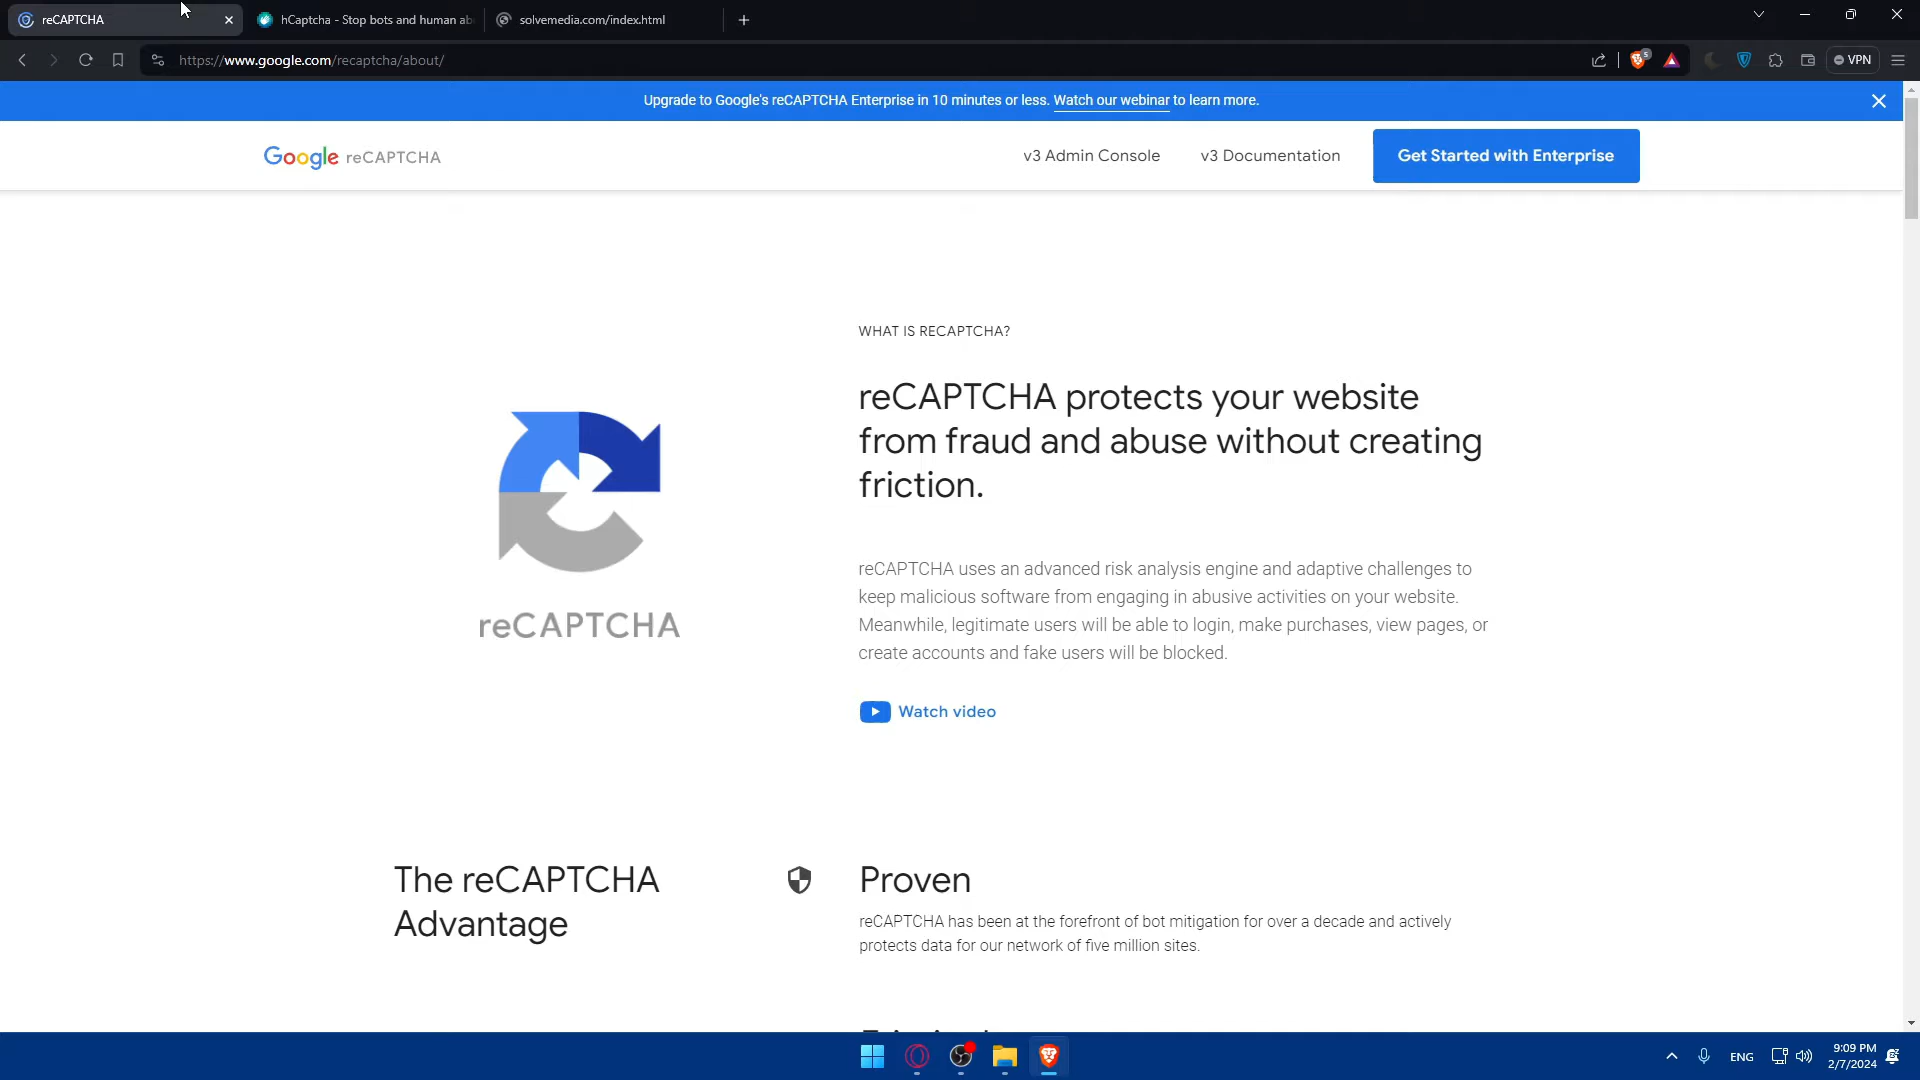 reCAPTCHA
hCaptcha - Stop bots and human ab
solvemedia.com/index.html
https://www.google.com/recaptcha/about/
5
VPN
Upgrade to Google's reCAPTCHA Enterprise in 10 minutes or less. Watch our webinar to learn more.
Google reCAPTCHA
v3 Admin Console
v3 Documentation
Get Started with Enterprise
WHAT IS RECAPTCHA?
reCAPTCHA protects your website
from fraud and abuse without creating
friction.
reCAPTCHA
reCAPTCHA uses an advanced risk analysis engine and adaptive challenges to
keep malicious software from engaging in abusive activities on your website.
Meanwhile, legitimate users will be able to login, make purchases, view pages, or
create accounts and fake users will be blocked.
Watch video
The reCAPTCHA
Advantage
Proven
reCAPTCHA has been at the forefront of bot mitigation for over a decade and actively
protects data for our network of five million sites.
ENG
9:09 PM
2/7/2024